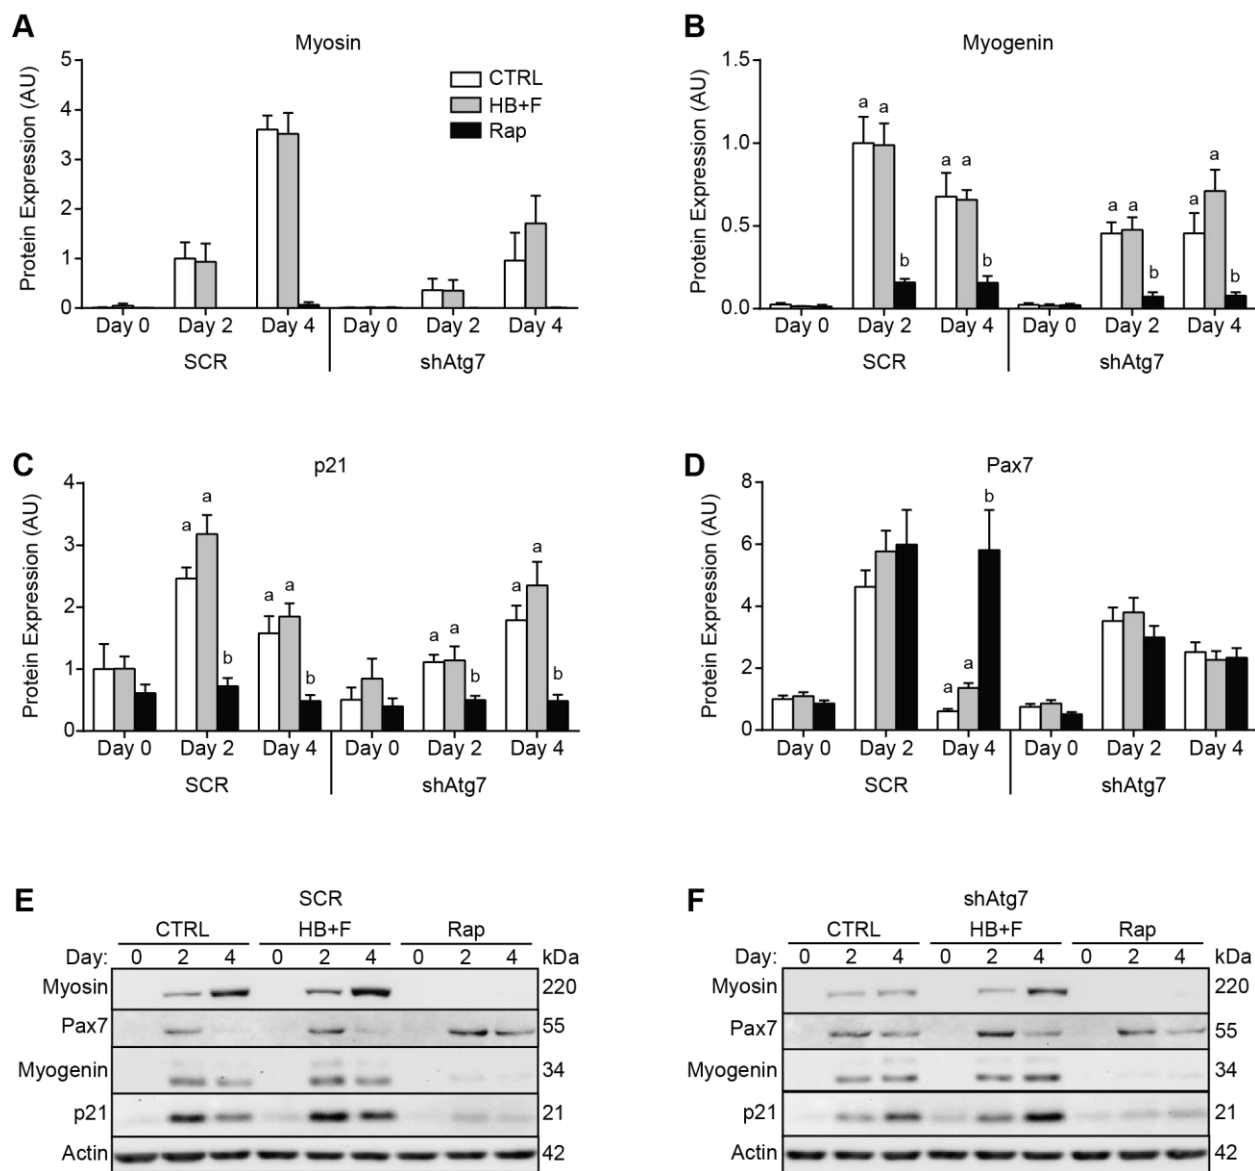 A
Myosin
Protein Expression (AU)
5
4
3
2
1
0
CTRL
HB+F
Rap
Day 0 Day 2 Day 4 Day 0 Day 2 Day 4
SCR shAtg7
B
Myogenin
Protein Expression (AU)
1.5
1.0
0.5
0.0
a a b a a b a a b a a b
Day 0 Day 2 Day 4 Day 0 Day 2 Day 4
SCR shAtg7
C
p21
Protein Expression (AU)
4
3
2
1
0
a a b a a b a a b a a b
Day 0 Day 2 Day 4 Day 0 Day 2 Day 4
SCR shAtg7
D
Pax7
Protein Expression (AU)
8
6
4
2
0
a a b
Day 0 Day 2 Day 4 Day 0 Day 2 Day 4
SCR shAtg7
E
SCR
CTRL HB+F Rap
Day: 0 2 4 0 2 4 0 2 4 kDa
Myosin 220
Pax7 55
Myogenin 34
p21 21
Actin 42
F
shAtg7
CTRL HB+F Rap
Day: 0 2 4 0 2 4 0 2 4 kDa
Myosin 220
Pax7 55
Myogenin 34
p21 21
Actin 42